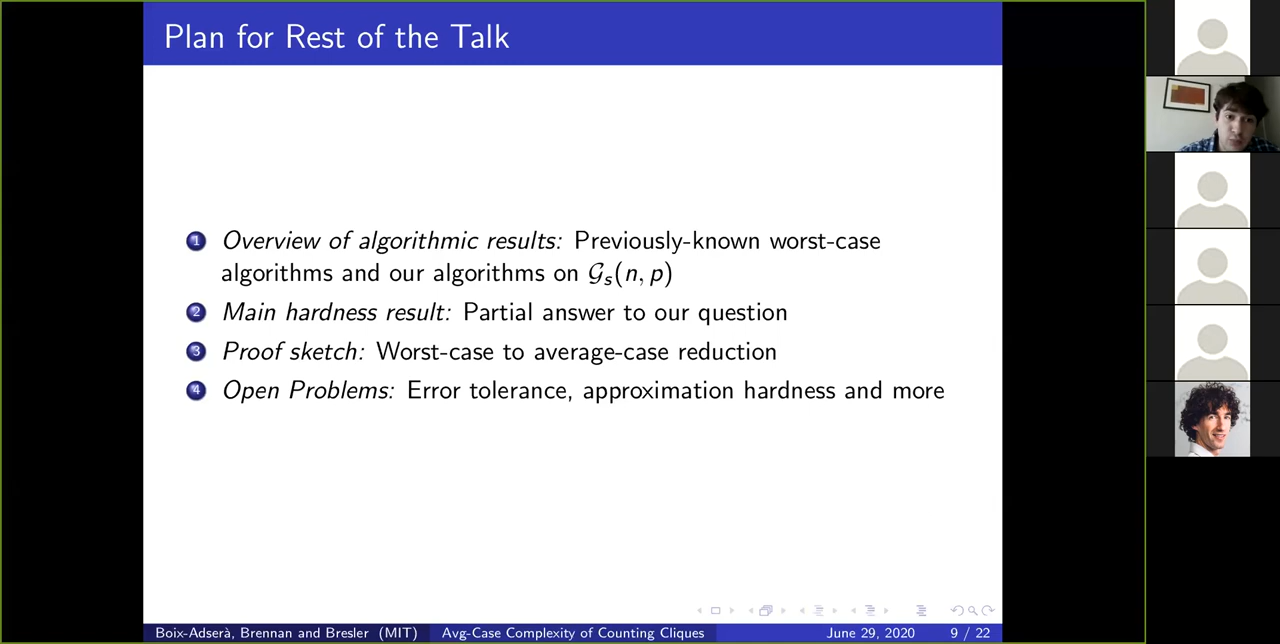 Plan for Rest of the Talk
1 Overview of algorithmic results: Previously-known worst-case
algorithms and our algorithms on 𝒢ₛ(n, p)
2 Main hardness result: Partial answer to our question
3 Proof sketch: Worst-case to average-case reduction
4 Open Problems: Error tolerance, approximation hardness and more
Boix-Adserà, Brennan and Bresler (MIT) Avg-Case Complexity of Counting Cliques June 29, 2020 9 / 22